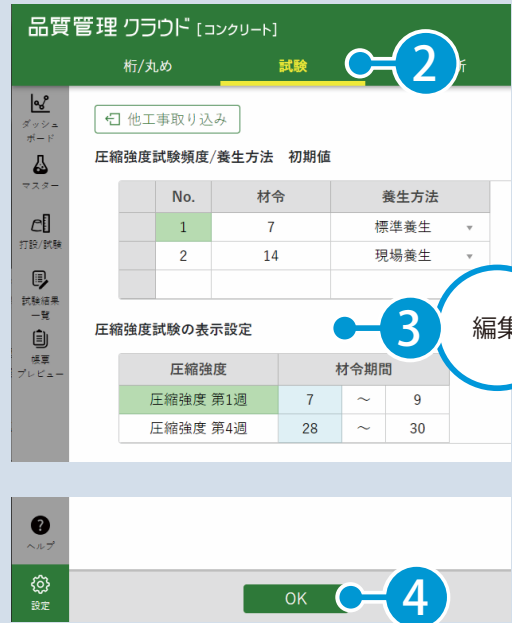 品質管理 クラウド [コンクリート]
桁/丸め 試験 2 析
ダッシュ
ボード
マスター
打設/試験
試験結果
一覧
帳票
プレビュー
他工事取り込み
圧縮強度試験頻度/養生方法 初期値
No. 材令 養生方法
1 7 標準養生
2 14 現場養生
圧縮強度試験の表示設定 3 編集
圧縮強度 材令期間
圧縮強度 第1週 7 ～ 9
圧縮強度 第4週 28 ～ 30
ヘルプ
設定
OK 4